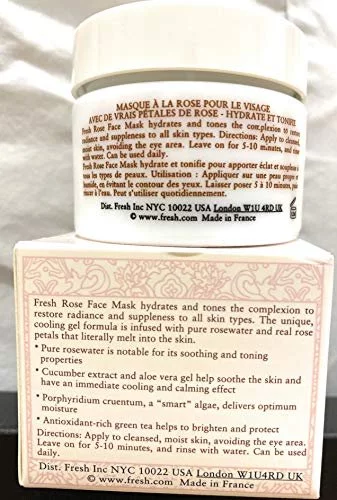 MASQUE À LA ROSE POUR LE VISAGE
AVEC DE VRAIS PÉTALES DE ROSE - HYDRATE ET TONIFIE
Fresh Rose Face Mask hydrates and tones the complexion to restore
radiance and suppleness to all skin types. Directions: Apply to cleansed,
moist skin, avoiding the eye area. Leave on for 5-10 minutes, and rinse
with water. Can be used daily.
Fresh Rose Face Mask hydrate et tonifie pour apporter éclat et souplesse à
tous les types de peaux. Utilisation : Appliquer sur une peau propre et
humide, en évitant le contour des yeux. Laisser poser 5 à 10 minutes, puis
rincer à l'eau. Peut s'utiliser quotidiennement.
Dist. Fresh Inc NYC 10022 USA London W1U 4RD UK
© www.fresh.com Made in France
Fresh Rose Face Mask hydrates and tones the complexion to
restore radiance and suppleness to all skin types. The unique,
cooling gel formula is infused with pure rosewater and real rose
petals that literally melt into the skin.
· Pure rosewater is notable for its soothing and toning
properties
· Cucumber extract and aloe vera gel help soothe the skin and
have an immediate cooling and calming effect
· Porphyridium cruentum, a “smart” algae, delivers optimum
moisture
· Antioxidant-rich green tea helps to brighten and protect
Directions: Apply to cleansed, moist skin, avoiding the eye area.
Leave on for 5-10 minutes, and rinse with water. Can be used
daily.
Dist. Fresh Inc NYC 10022 USA London W1U4RD UK
© www.fresh.com Made in France